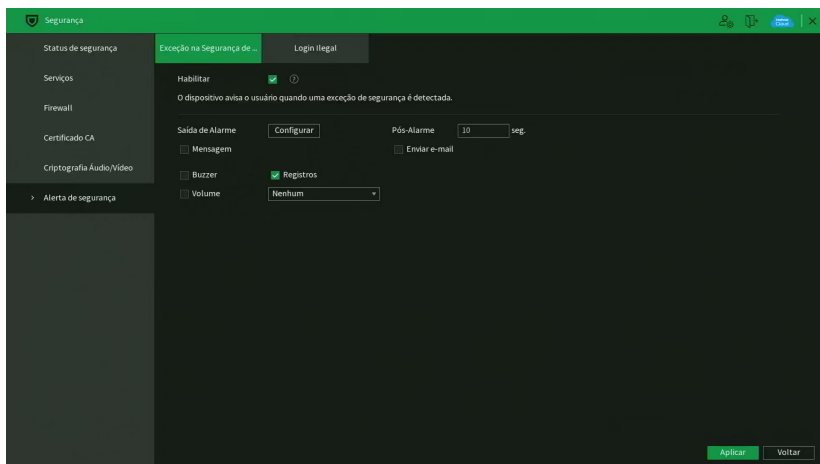 Segurança
Status de segurança
Serviços
Firewall
Certificado CA
Criptografia Áudio/Vídeo
Alerta de segurança
Exceção na Segurança de ...
Login Ilegal
Habilitar
O dispositivo avisa o usuário quando uma exceção de segurança é detectada.
Saída de Alarme Configurar Pós-Alarme 10 seg.
Mensagem Enviar e-mail
Buzzer Registros
Volume Nenhum
Aplicar Voltar